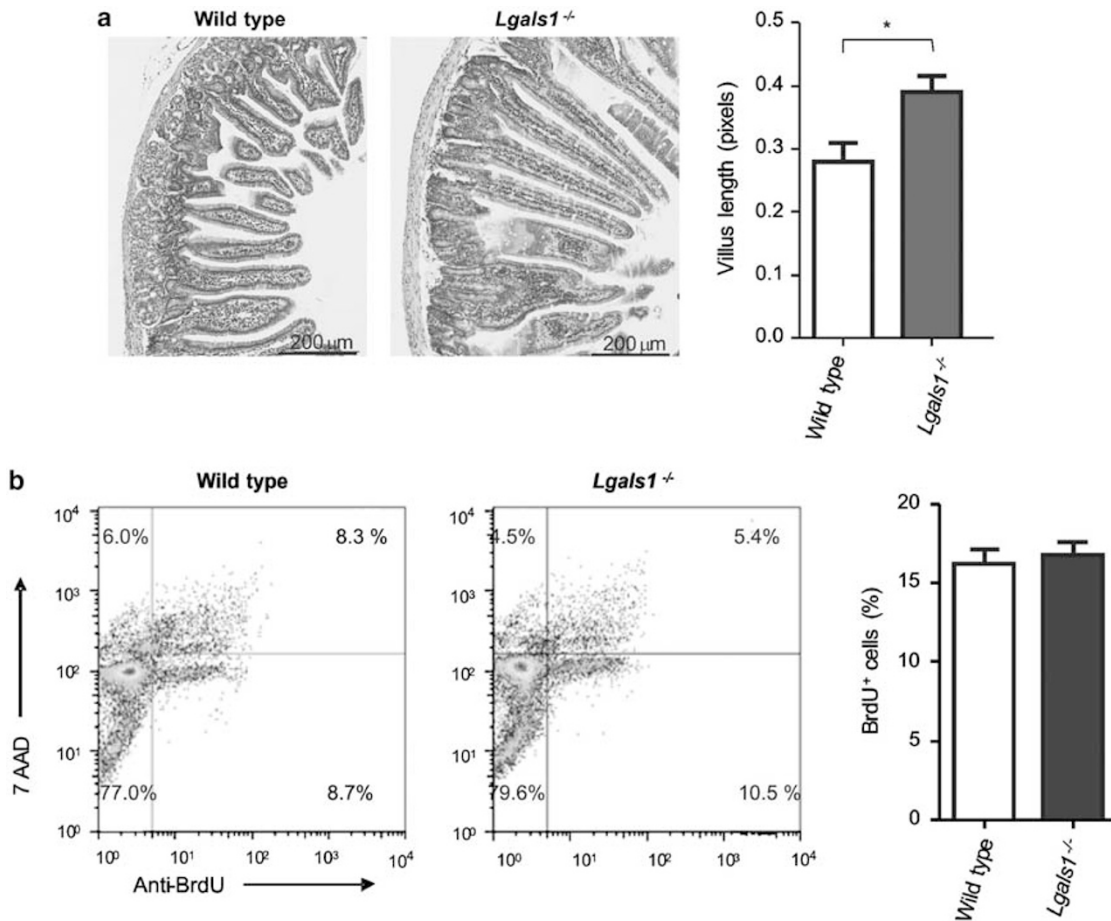 a
Wild type
Lgals1 -/-
200 μm
200 μm
Villus length (pixels)
0.5
0.4
0.3
0.2
0.1
0.0
*
Wild type
Lgals1 -/-
b
Wild type
Lgals1 -/-
7 AAD
10⁴
10³
10²
10¹
10⁰
6.0%
8.3 %
77.0%
8.7%
10⁰ 10¹ 10² 10³ 10⁴
Anti-BrdU
10⁴
10³
10²
10¹
10⁰
4.5%
5.4%
79.6%
10.5 %
10⁰ 10¹ 10² 10³ 10⁴
BrdU⁺ cells (%)
20
15
10
5
0
Wild type
Lgals1 -/-